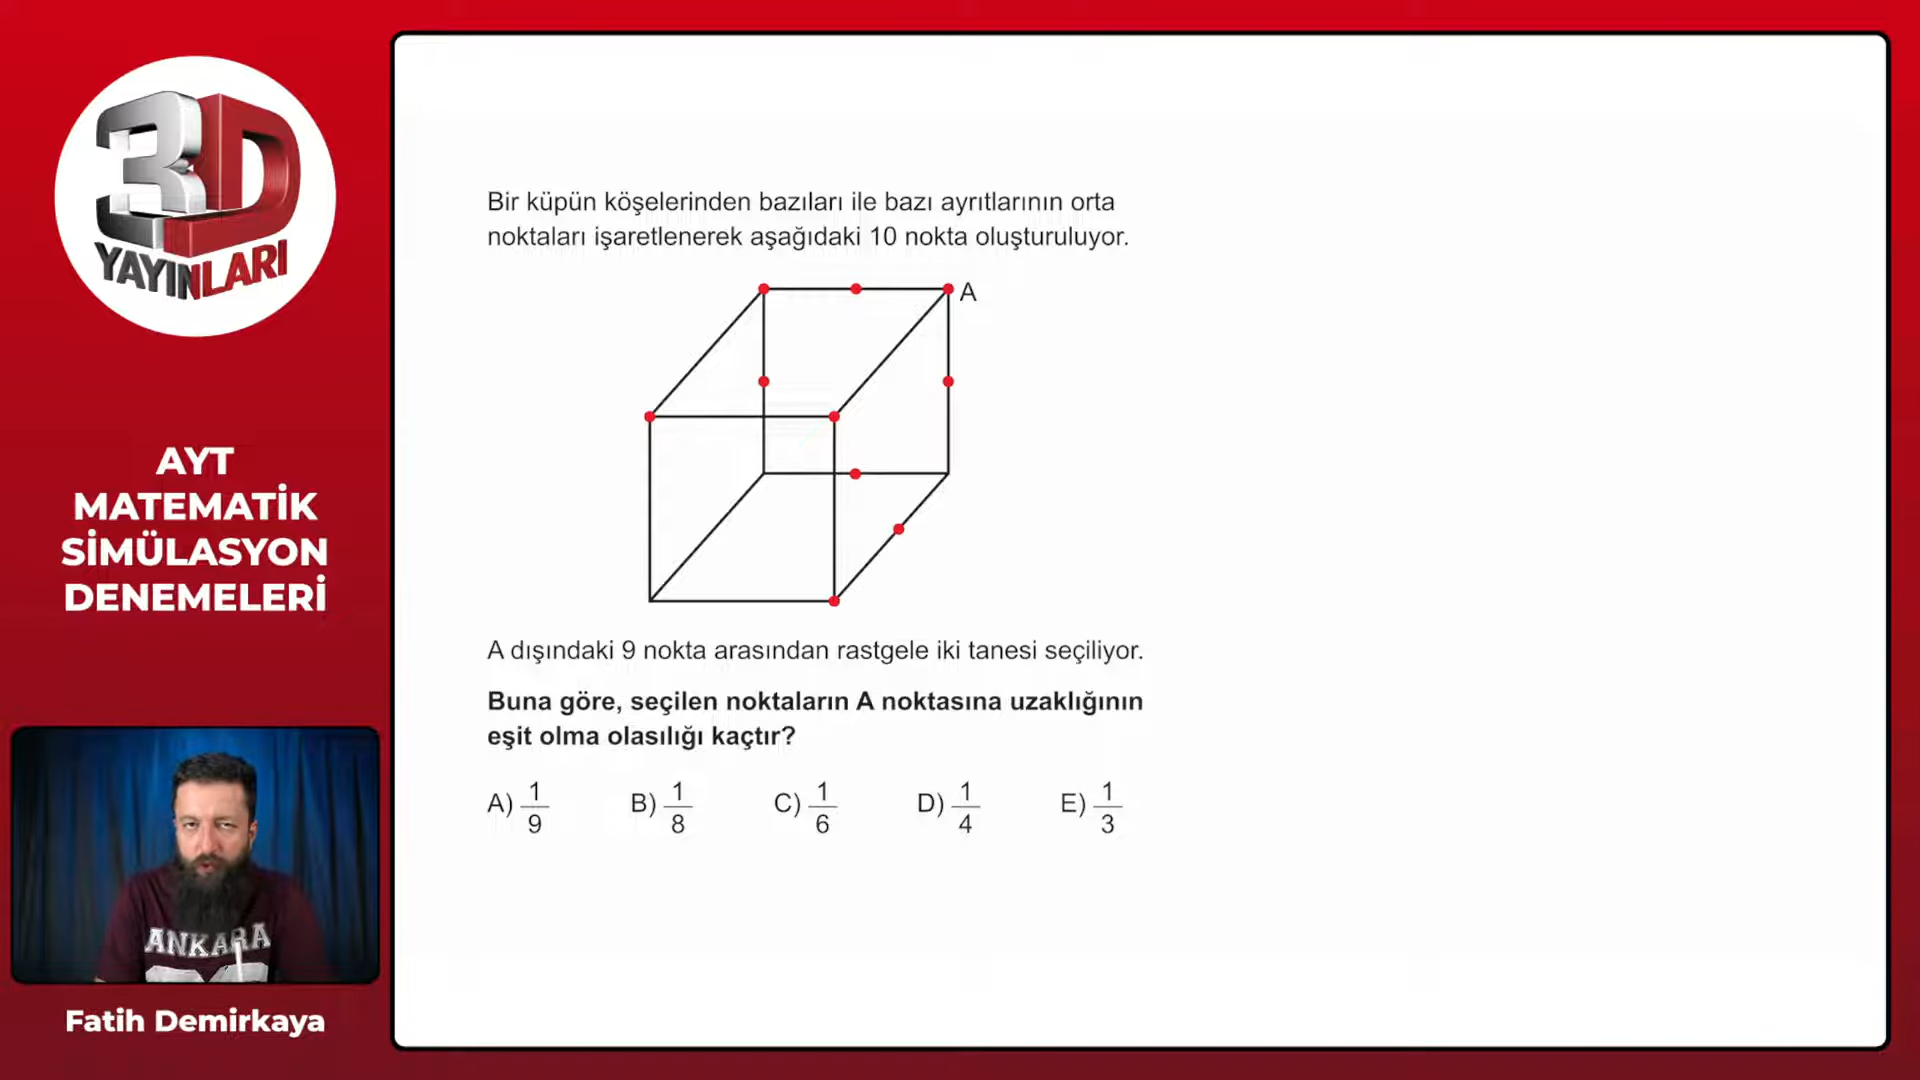 3D
YAYINLARI
AYT
MATEMATİK
SİMÜLASYON
DENEMELERİ
ANKARA
Fatih Demirkaya
Bir küpün köşelerinden bazıları ile bazı ayrıtlarının orta
noktaları işaretlenerek aşağıdaki 10 nokta oluşturuluyor.
A
A dışındaki 9 nokta arasından rastgele iki tanesi seçiliyor.
Buna göre, seçilen noktaların A noktasına uzaklığının
eşit olma olasılığı kaçtır?
A) 1/9 B) 1/8 C) 1/6 D) 1/4 E) 1/3